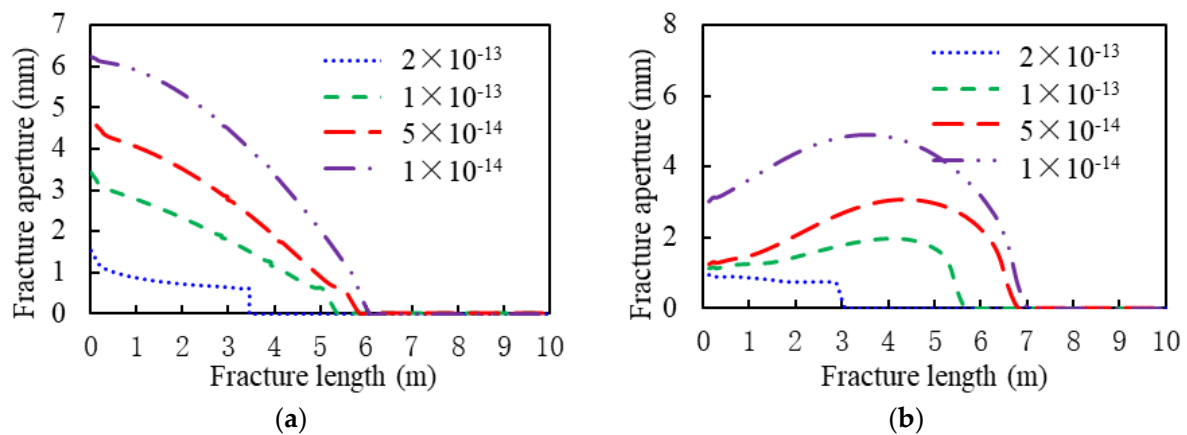 7
6
5
4
3
2
1
0
Fracture aperture (mm)
2×10⁻¹³
1×10⁻¹³
5×10⁻¹⁴
1×10⁻¹⁴
0 1 2 3 4 5 6 7 8 9 10
Fracture length (m)
(a)
8
6
4
2
0
Fracture aperture (mm)
2×10⁻¹³
1×10⁻¹³
5×10⁻¹⁴
1×10⁻¹⁴
0 1 2 3 4 5 6 7 8 9 10
Fracture length (m)
(b)